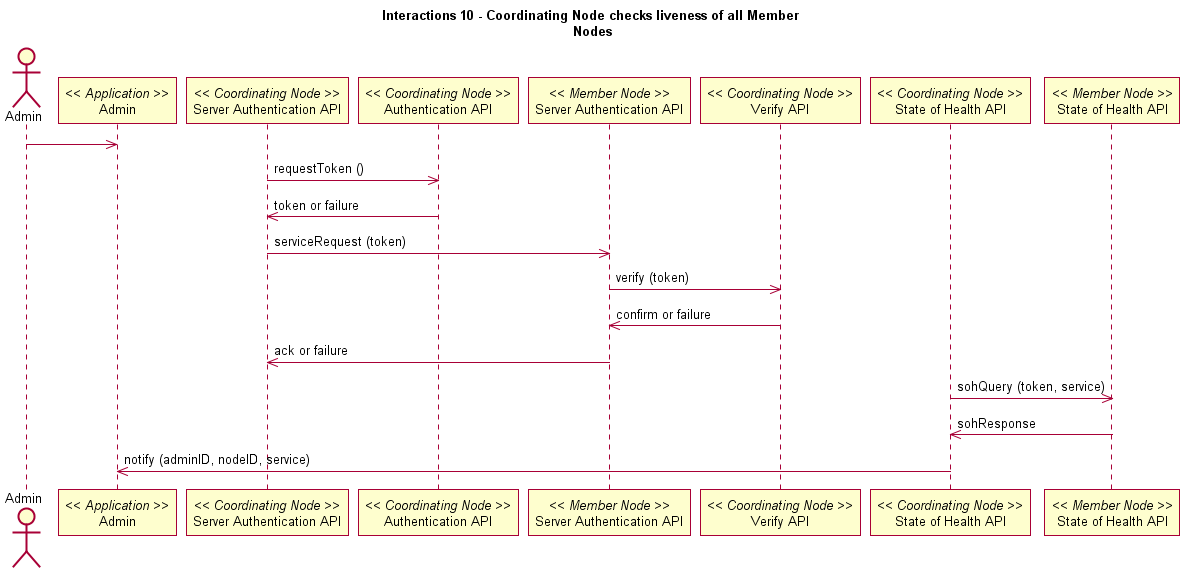 Interactions 10 - Coordinating Node checks liveness of all Member
Nodes
Admin
<< Application >>
Admin
<< Coordinating Node >>
Server Authentication API
<< Coordinating Node >>
Authentication API
<< Member Node >>
Server Authentication API
<< Coordinating Node >>
Verify API
<< Coordinating Node >>
State of Health API
<< Member Node >>
State of Health API
requestToken ()
token or failure
serviceRequest (token)
verify (token)
confirm or failure
ack or failure
sohQuery (token, service)
sohResponse
notify (adminID, nodeID, service)
Admin
<< Application >>
Admin
<< Coordinating Node >>
Server Authentication API
<< Coordinating Node >>
Authentication API
<< Member Node >>
Server Authentication API
<< Coordinating Node >>
Verify API
<< Coordinating Node >>
State of Health API
<< Member Node >>
State of Health API